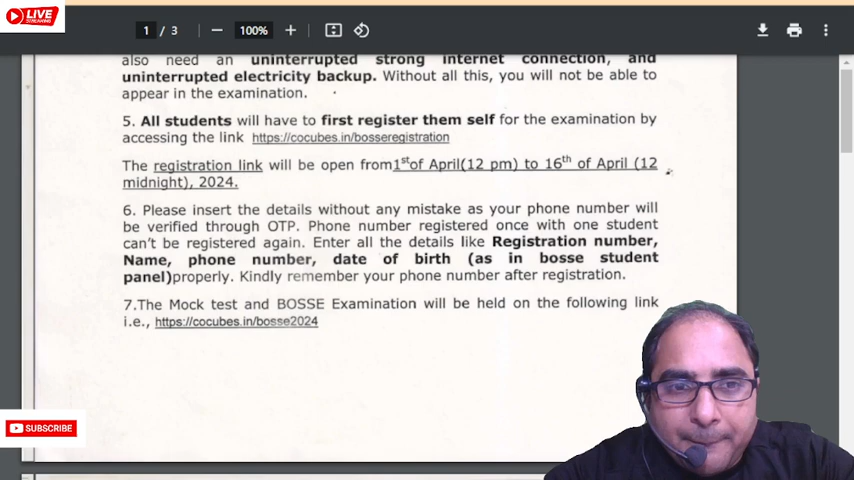 LIVE
STREAMING
1 / 3
100%
also need an uninterrupted strong internet connection, and
uninterrupted electricity backup. Without all this, you will not be able to
appear in the examination.
5. All students will have to first register them self for the examination by
accessing the link https://cocubes.in/bosseregistration
The registration link will be open from1st of April(12 pm) to 16th of April (12
midnight), 2024.
6. Please insert the details without any mistake as your phone number will
be verified through OTP. Phone number registered once with one student
can't be registered again. Enter all the details like Registration number,
Name, phone number, date of birth (as in bosse student
panel)properly. Kindly remember your phone number after registration.
7.The Mock test and BOSSE Examination will be held on the following link
i.e., https://cocubes.in/bosse2024
SUBSCRIBE